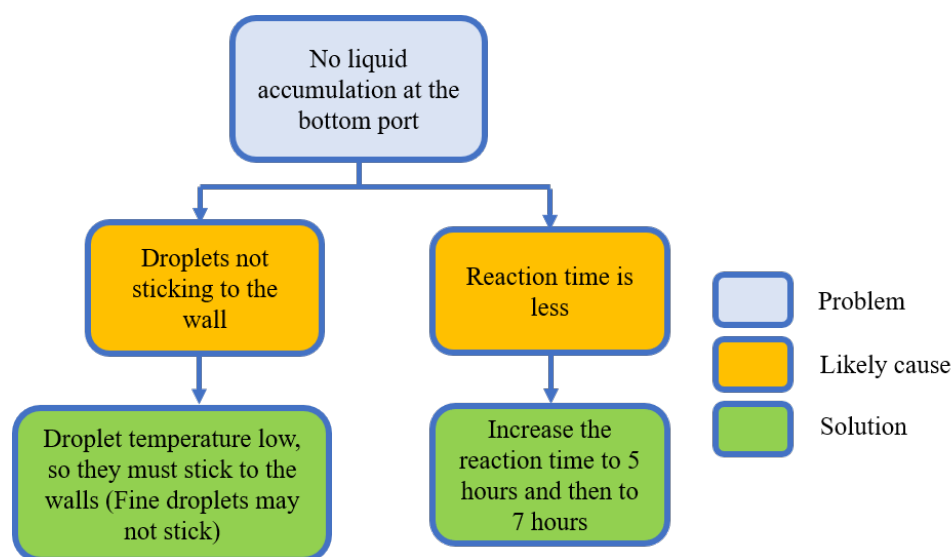 No liquid
accumulation at the
bottom port
Droplets not
sticking to the
wall
Reaction time is
less
Droplet temperature low,
so they must stick to the
walls (Fine droplets may
not stick)
Increase the
reaction time to 5
hours and then to
7 hours
Problem
Likely cause
Solution